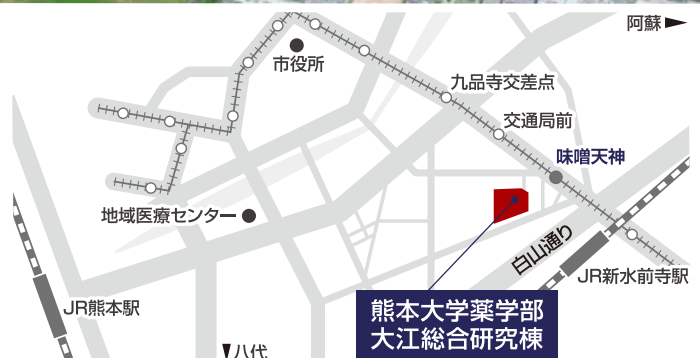 阿蘇
市役所
九品寺交差点
交通局前
味噌天神
地域医療センター
白山通り
JR新水前寺駅
JR熊本駅
熊本大学薬学部
大江総合研究棟
八代